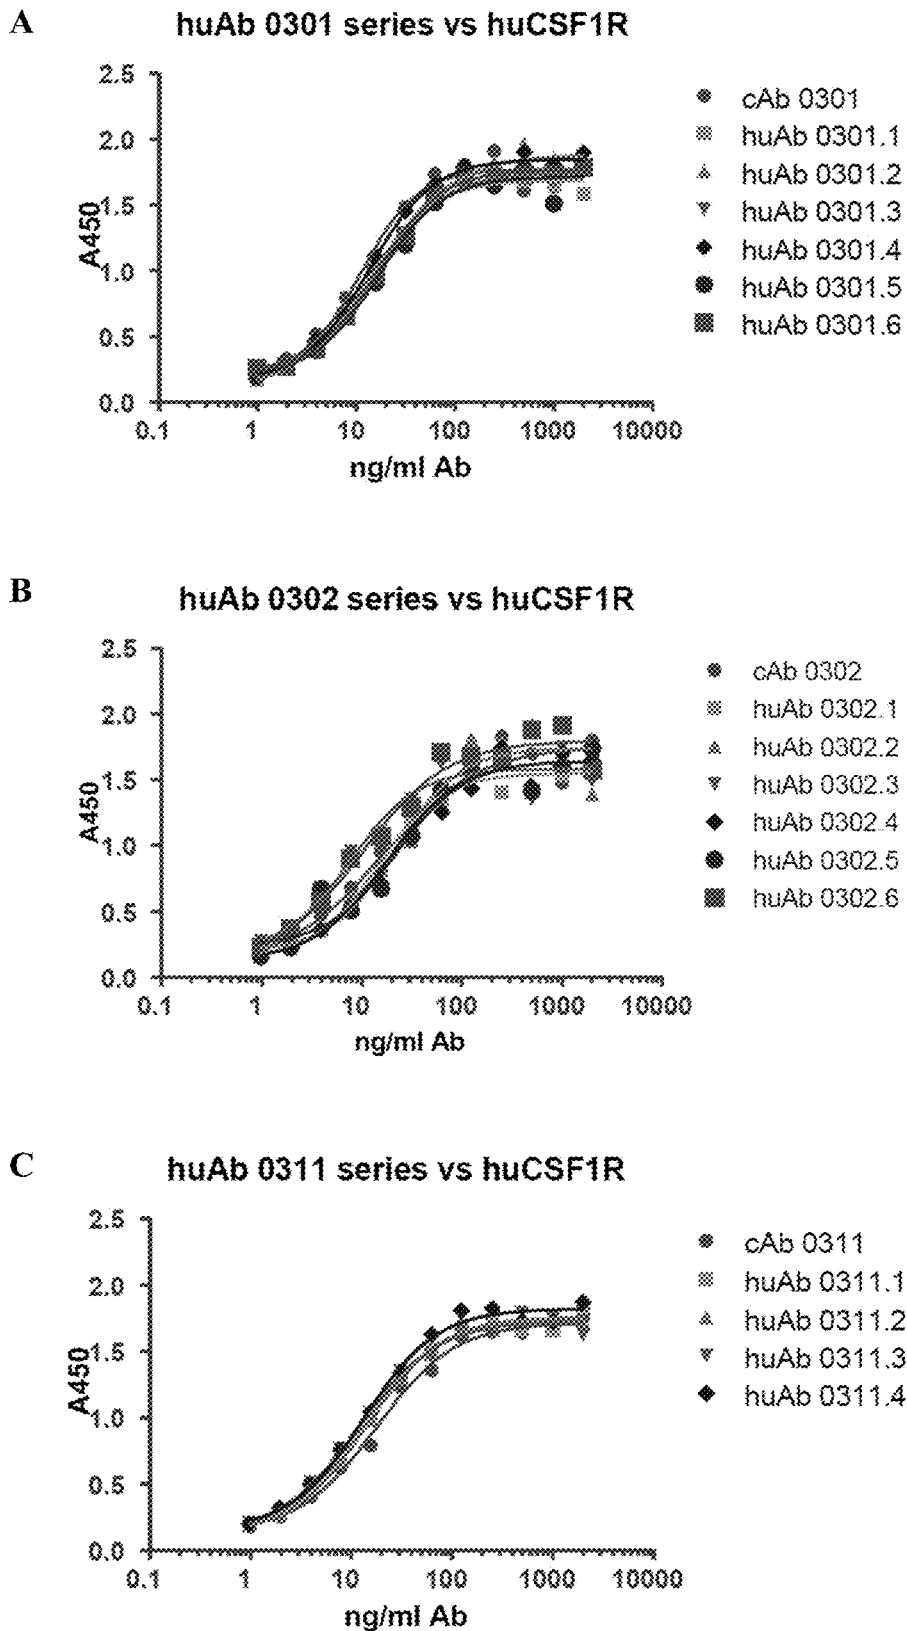 A
huAb 0301 series vs huCSF1R
2.5
2.0
1.5
1.0
0.5
0.0
A450
0.1 1 10 100 1000 10000
ng/ml Ab
cAb 0301
huAb 0301.1
huAb 0301.2
huAb 0301.3
huAb 0301.4
huAb 0301.5
huAb 0301.6
B
huAb 0302 series vs huCSF1R
2.5
2.0
1.5
1.0
0.5
0.0
A450
0.1 1 10 100 1000 10000
ng/ml Ab
cAb 0302
huAb 0302.1
huAb 0302.2
huAb 0302.3
huAb 0302.4
huAb 0302.5
huAb 0302.6
C
huAb 0311 series vs huCSF1R
2.5
2.0
1.5
1.0
0.5
0.0
A450
0.1 1 10 100 1000 10000
ng/ml Ab
cAb 0311
huAb 0311.1
huAb 0311.2
huAb 0311.3
huAb 0311.4